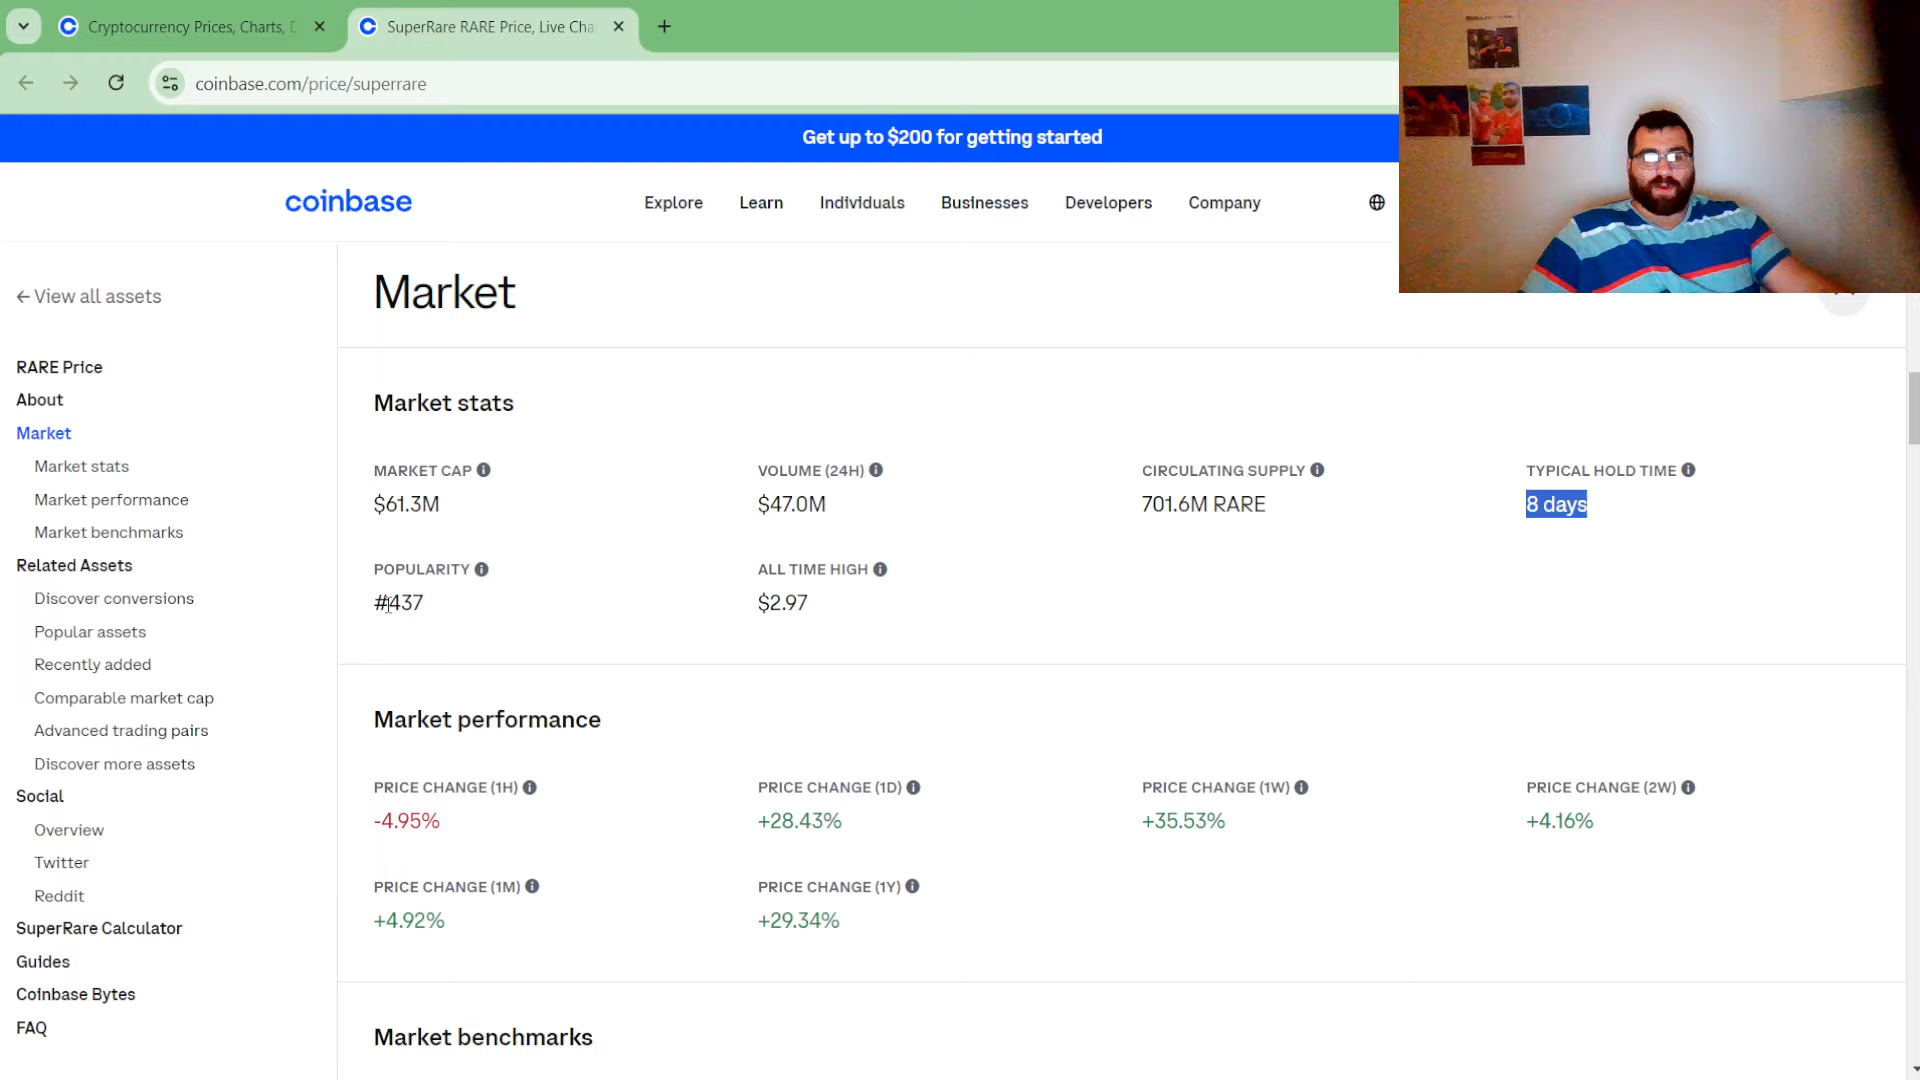 Cryptocurrency Prices, Charts,
SuperRare RARE Price, Live Cha
coinbase.com/price/superrare
Get up to $200 for getting started
coinbase
Explore
Learn
Individuals
Businesses
Developers
Company
← View all assets
RARE Price
About
Market
Market stats
Market performance
Market benchmarks
Related Assets
Discover conversions
Popular assets
Recently added
Comparable market cap
Advanced trading pairs
Discover more assets
Social
Overview
Twitter
Reddit
SuperRare Calculator
Guides
Coinbase Bytes
FAQ
Market
Market stats
MARKET CAP
$61.3M
VOLUME (24H)
$47.0M
CIRCULATING SUPPLY
701.6M RARE
TYPICAL HOLD TIME
8 days
POPULARITY
#437
ALL TIME HIGH
$2.97
Market performance
PRICE CHANGE (1H)
-4.95%
PRICE CHANGE (1D)
+28.43%
PRICE CHANGE (1W)
+35.53%
PRICE CHANGE (2W)
+4.16%
PRICE CHANGE (1M)
+4.92%
PRICE CHANGE (1Y)
+29.34%
Market benchmarks